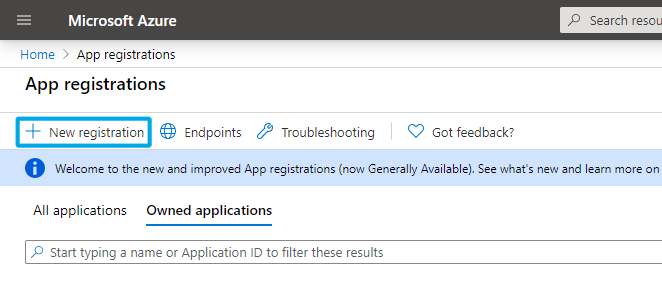 Microsoft Azure
Search resou
Home > App registrations
App registrations
+ New registration Endpoints Troubleshooting Got feedback?
Welcome to the new and improved App registrations (now Generally Available). See what's new and learn more on
All applications Owned applications
Start typing a name or Application ID to filter these results